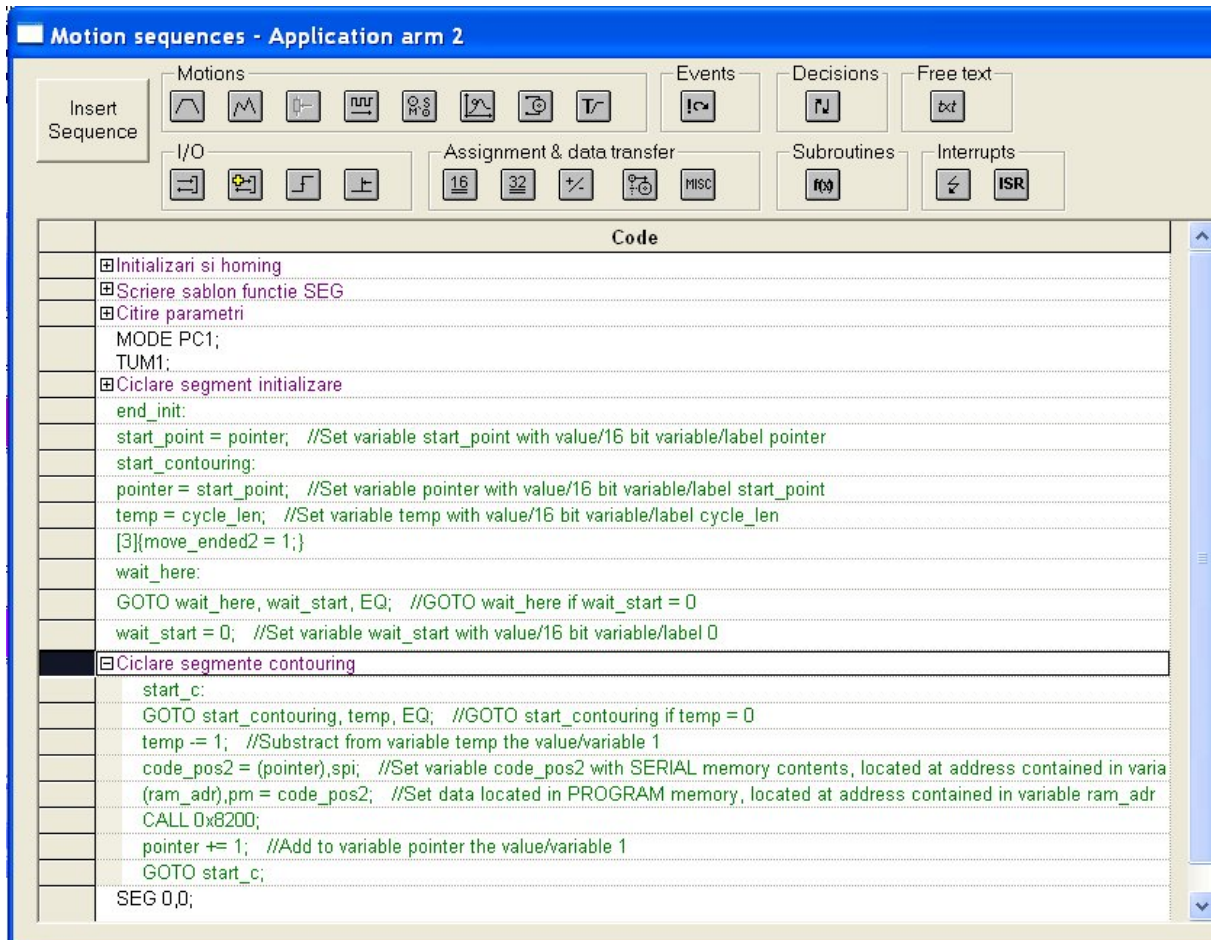 Motion sequences - Application arm 2
Insert
Sequence
Motions
Events
Decisions
Free text
txt
I/O
Assignment & data transfer
Subroutines
Interrupts
16
32
+/-
MISC
f(x)
ISR
Code
Initializari si homing
Scriere sablon functie SEG
Citire parametri
MODE PC1;
TUM1;
Ciclare segment initializare
end_init:
start_point = pointer; //Set variable start_point with value/16 bit variable/label pointer
start_contouring:
pointer = start_point; //Set variable pointer with value/16 bit variable/label start_point
temp = cycle_len; //Set variable temp with value/16 bit variable/label cycle_len
[3]{move_ended2 = 1;}
wait_here:
GOTO wait_here, wait_start, EQ; //GOTO wait_here if wait_start = 0
wait_start = 0; //Set variable wait_start with value/16 bit variable/label 0
Ciclare segmente contouring
start_c:
GOTO start_contouring, temp, EQ; //GOTO start_contouring if temp = 0
temp -= 1; //Substract from variable temp the value/variable 1
code_pos2 = (pointer),spi; //Set variable code_pos2 with SERIAL memory contents, located at address contained in varia
(ram_adr),pm = code_pos2; //Set data located in PROGRAM memory, located at address contained in variable ram_adr
CALL 0x8200;
pointer += 1; //Add to variable pointer the value/variable 1
GOTO start_c;
SEG 0,0;